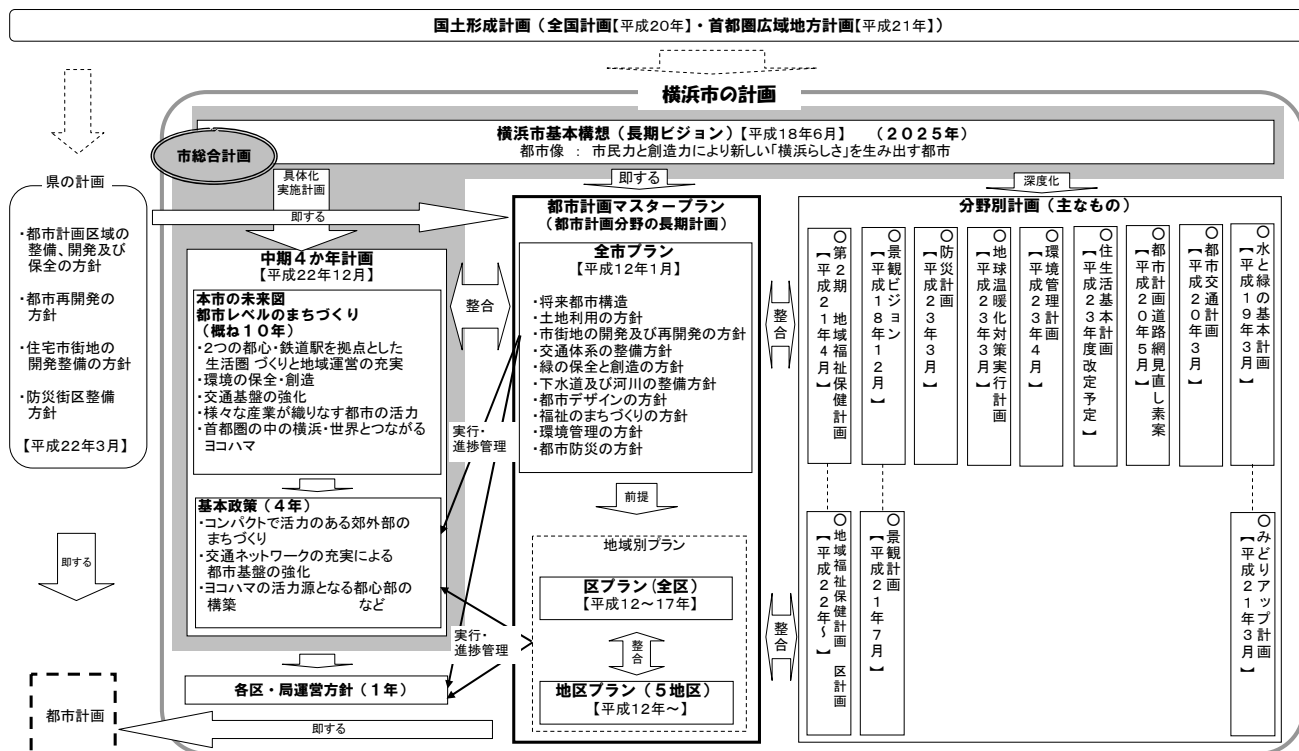 国土形成計画（全国計画【平成20年】・首都圏広域地方計画【平成21年】）
横浜市の計画
横浜市基本構想（長期ビジョン）【平成18年6月】　（２０２５年）
都市像　：　市民力と創造力により新しい「横浜らしさ」を生み出す都市
市総合計画
県の計画
・都市計画区域の
整備、開発及び
保全の方針
・都市再開発の
方針
・住宅市街地の
開発整備の方針
・防災街区整備
方針
【平成22年3月】
即する
都市計画
具体化
実施計画
即する
中期４か年計画
【平成22年12月】
本市の未来図
都市レベルのまちづくり
（概ね１０年）
・2つの都心・鉄道駅を拠点とした
生活圏 づくりと地域運営の充実
・環境の保全・創造
・交通基盤の強化
・様々な産業が織りなす都市の活力
・首都圏の中の横浜・世界とつながる
ヨコハマ
基本政策（４年）
・コンパクトで活力のある郊外部の
まちづくり
・交通ネットワークの充実による
都市基盤の強化
・ヨコハマの活力源となる都心部の
構築　　　　　　　など
各区・局運営方針（１年）
即する
整合
実行・
進捗管理
実行・
進捗管理
即する
都市計画マスタープラン
（都市計画分野の長期計画）
全市プラン
【平成12年1月】
・将来都市構造
・土地利用の方針
・市街地の開発及び再開発の方針
・交通体系の整備方針
・緑の保全と創造の方針
・下水道及び河川の整備方針
・都市デザインの方針
・福祉のまちづくりの方針
・環境管理の方針
・都市防災の方針
前提
地域別プラン
区プラン（全区）
【平成12～17年】
整合
地区プラン（５地区）
【平成12年～】
整合
整合
深度化
分野別計画（主なもの）
○第２期　地域福祉保健計画
【平成２１年４月】
○景観ビジョン
【平成１８年１２月】
○防災計画
【平成２３年３月】
○地球温暖化対策実行計画
【平成２３年３月】
○環境管理計画
【平成２３年４月】
○住生活基本計画
【平成２３年度改定予定】
○都市計画道路網見直し素案
【平成２０年５月】
○都市交通計画
【平成２０年３月】
○水と緑の基本計画
【平成１９年３月】
○地域福祉保健計画　区計画
【平成２２年～】
○景観計画
【平成２１年７月】
○みどりアップ計画
【平成２１年３月】